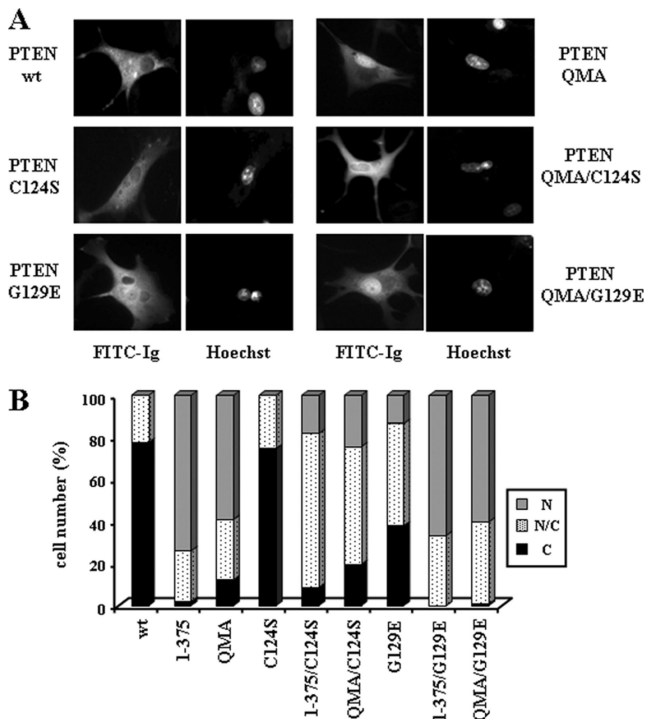 A
PTEN
wt
PTEN
C124S
PTEN
G129E
PTEN
QMA
PTEN
QMA/C124S
PTEN
QMA/G129E
FITC-Ig Hoechst FITC-Ig Hoechst
B
cell number (%)
100
80
60
40
20
0
N
N/C
C
wt
1-375
QMA
C124S
1-375/C124S
QMA/C124S
G129E
1-375/G129E
QMA/G129E